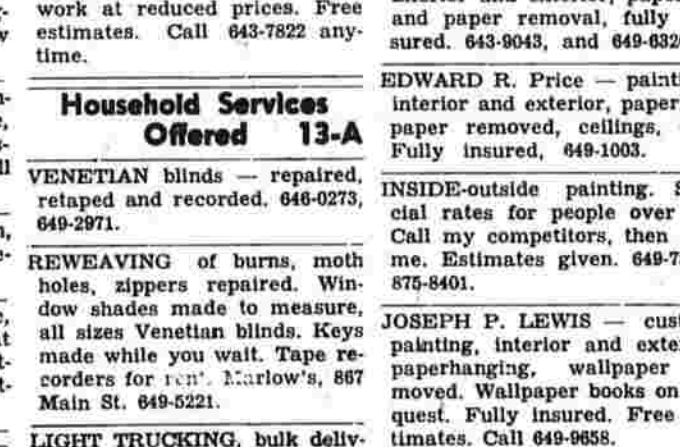 work at reduced prices. Free
estimates. Call 643-7822 any-
time.
Household Services
Offered 13-A
VENETIAN blinds — repaired,
retaped and recorded. 646-0273,
649-2971.
REWEAVING of burns, moth
holes, zippers repaired. Win-
dow shades made to measure,
all sizes Venetian blinds. Keys
made while you wait. Tape re-
corders for rent. Marlow's, 867
Main St. 649-5221.
LIGHT TRUCKING, bulk deliv-
and paper removal, fully
sured. 643-9043, and
EDWARD R. Price —
interior and exterior, paper
paper removed, ceilings,
Fully insured, 649-1003.
INSIDE-outside painting.
cial rates for people over
Call my competitors, then
me. Estimates given.
875-8401.
JOSEPH P. LEWIS —
painting, interior and
paperhanging, wallpaper
moved. Wallpaper books on
quest. Fully insured. Free
timates. Call 649-9658.